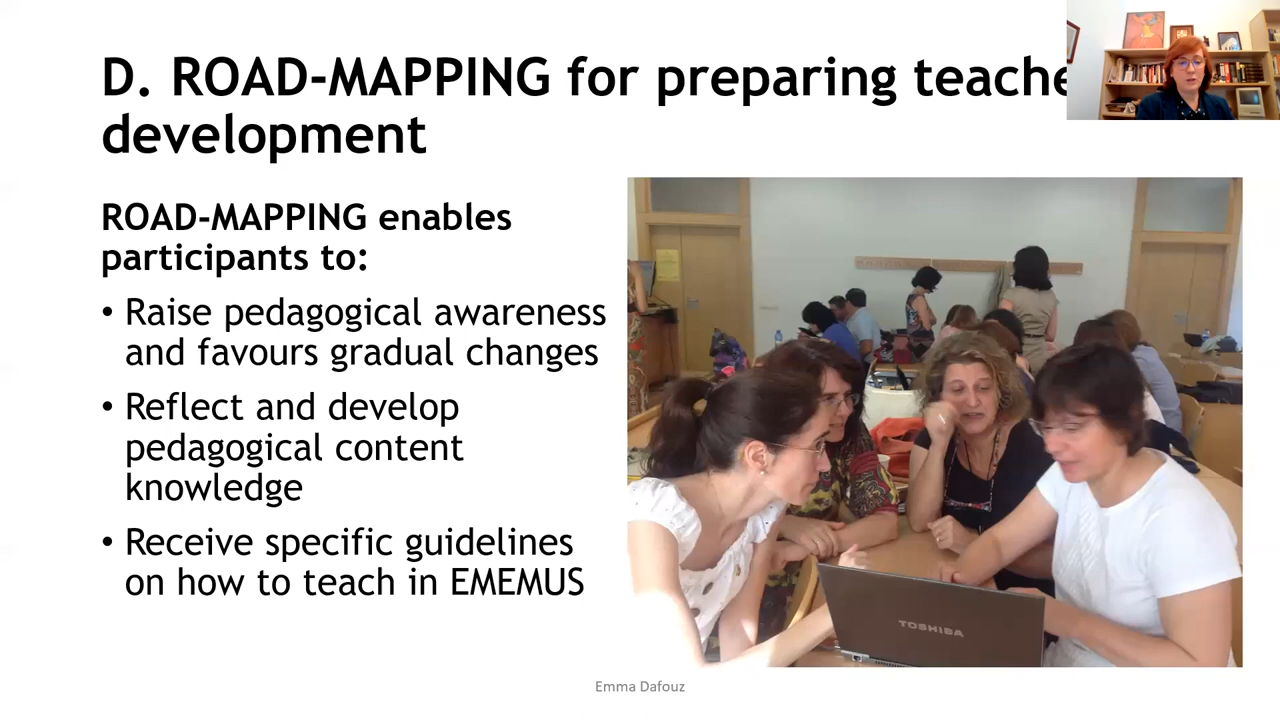 D. ROAD-MAPPING for preparing
development
ROAD-MAPPING enables
participants to:
• Raise pedagogical awareness
and favours gradual changes
• Reflect and develop
pedagogical content
knowledge
• Receive specific guidelines
on how to teach in EMEMUS
TOSHIBA
Emma Dafouz